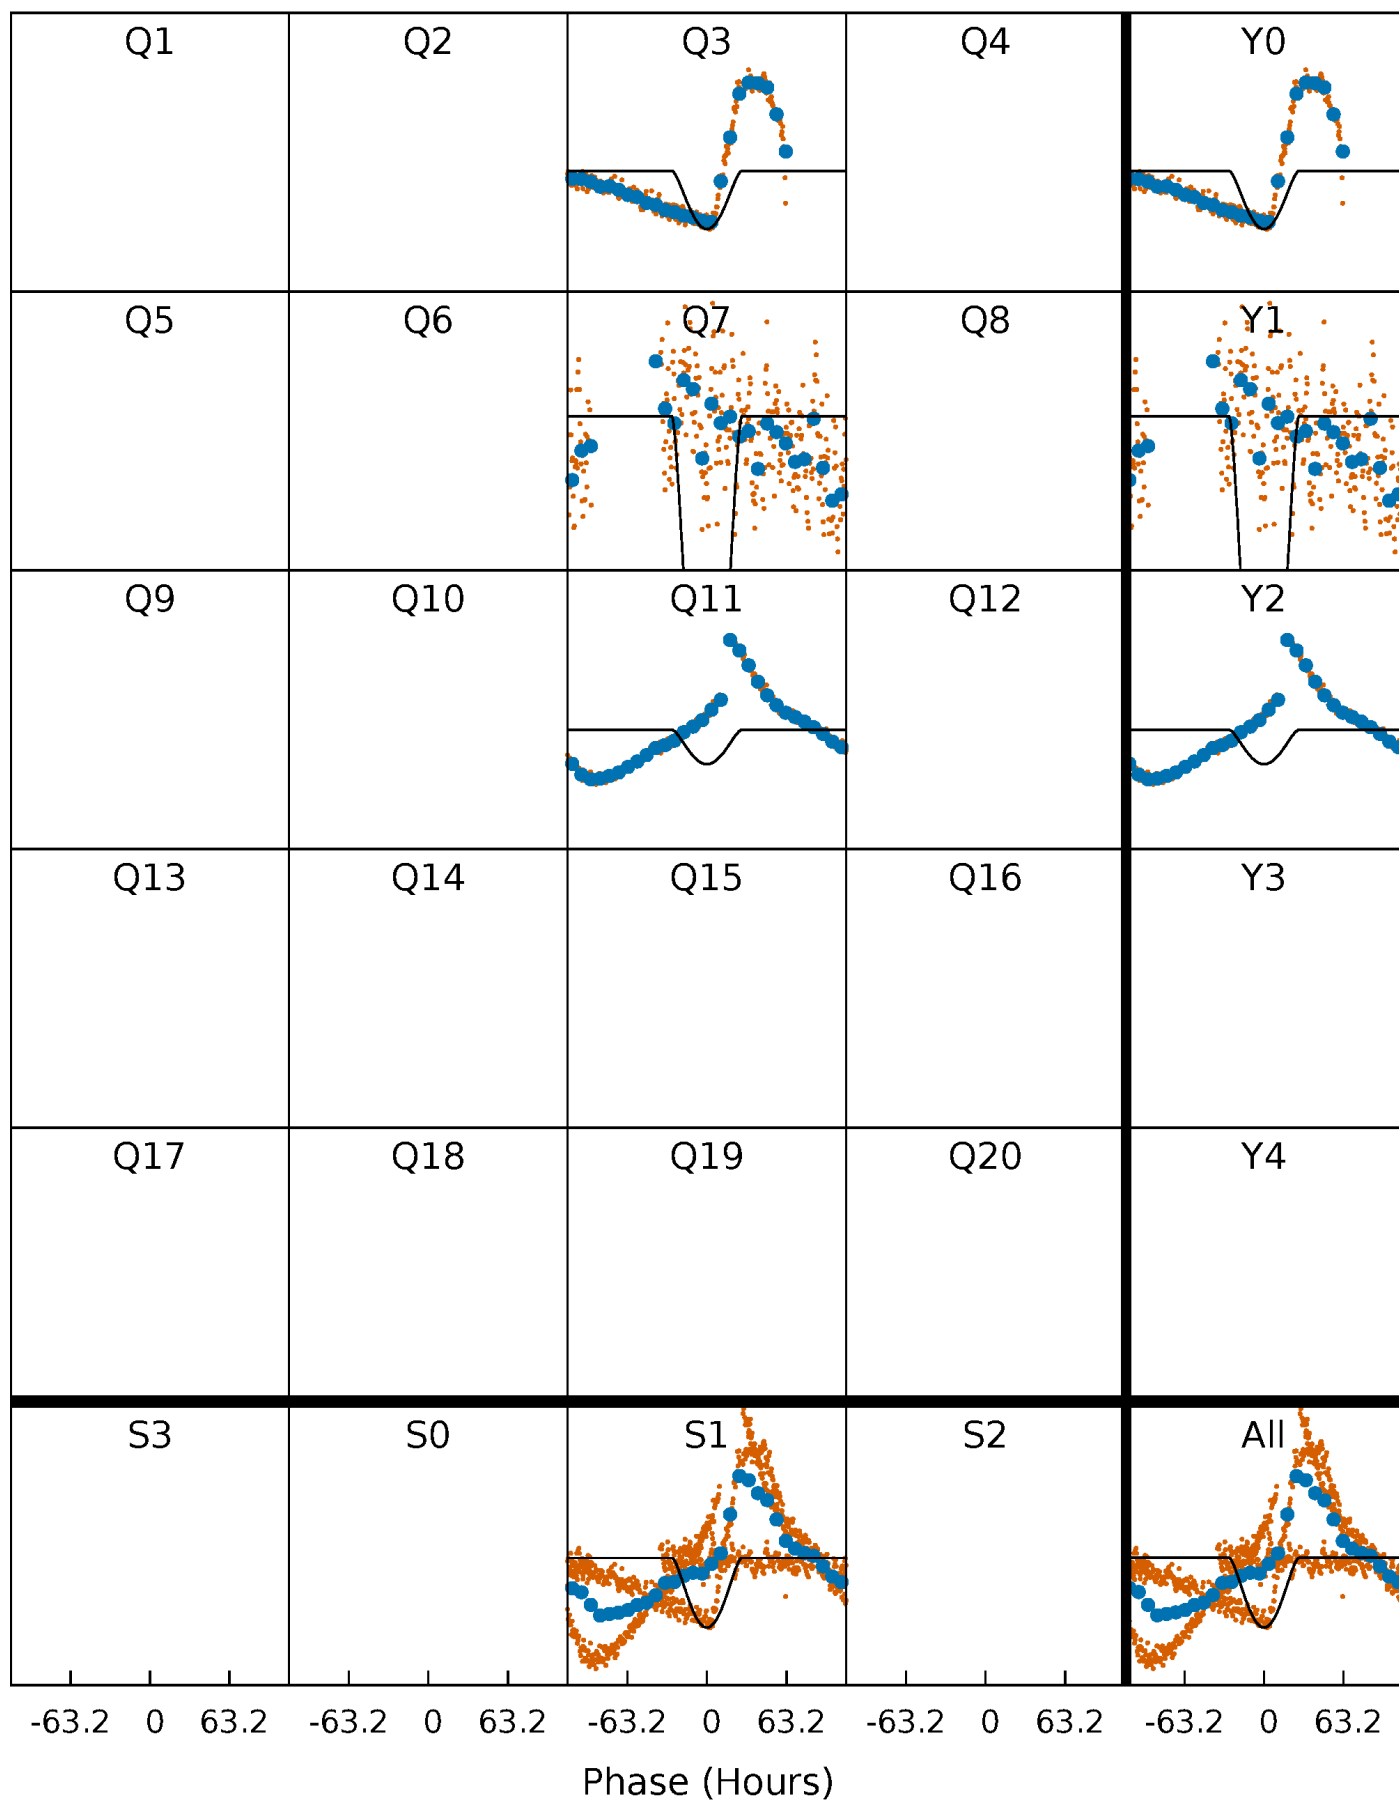 Q1 Q2 Q3 Q4 Y0
Q5 Q6 Q7 Q8 Y1
Q9 Q10 Q11 Q12 Y2
Q13 Q14 Q15 Q16 Y3
Q17 Q18 Q19 Q20 Y4
S3 S0 S1 S2 All
-63.2 0 63.2 -63.2 0 63.2 -63.2 0 63.2 -63.2 0 63.2 -63.2 0 63.2
Phase (Hours)